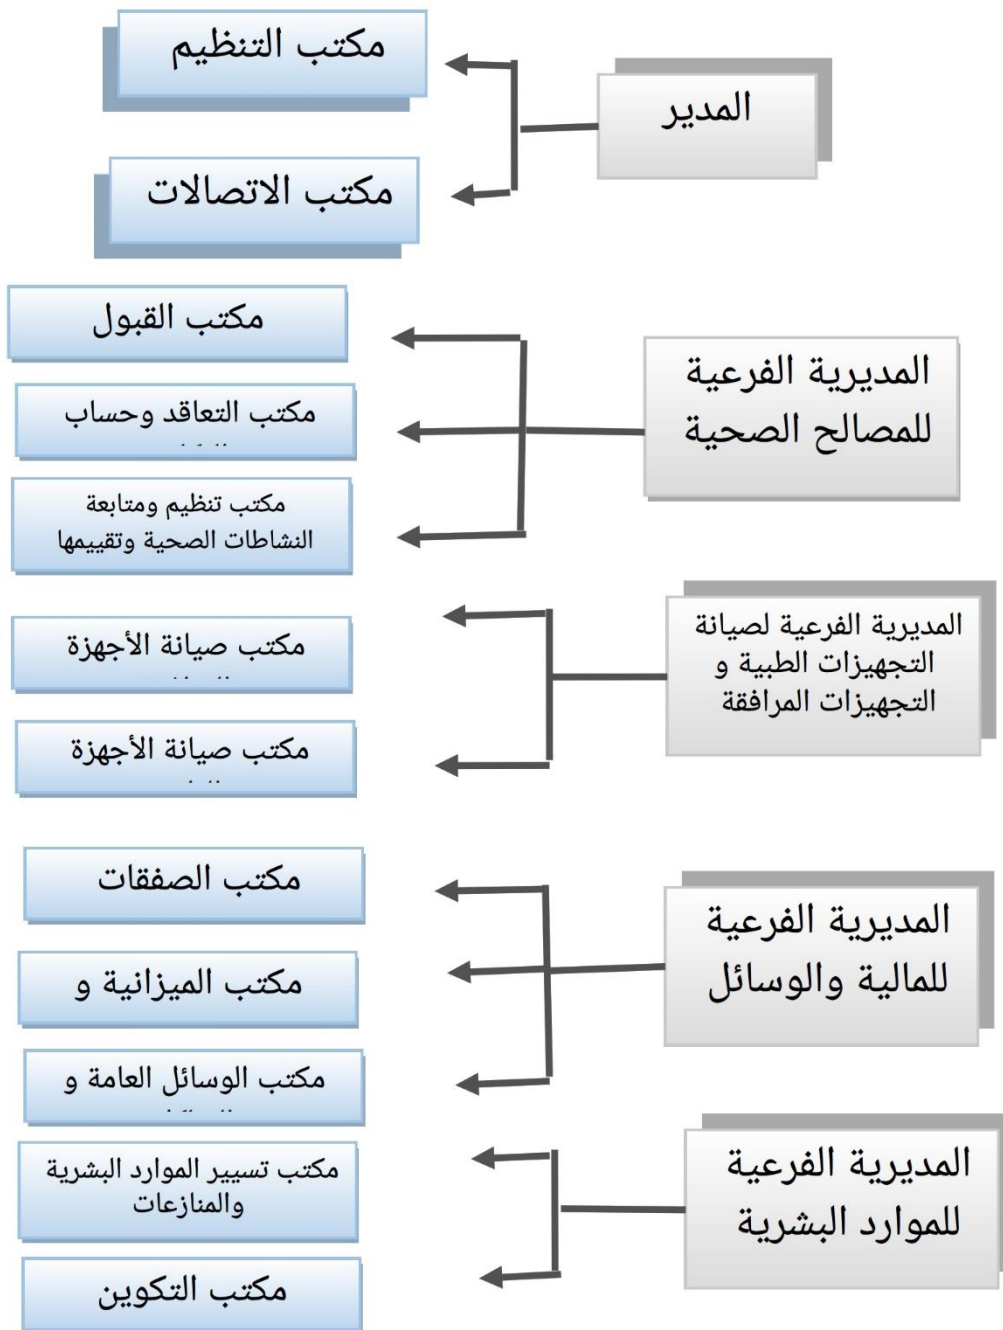 المدير
مكتب التنظيم
مكتب الاتصالات
المديرية الفرعية
للمصالح الصحية
مكتب القبول
مكتب التعاقد وحساب
مكتب تنظيم ومتابعة
النشاطات الصحية وتقييمها
المديرية الفرعية لصيانة
التجهيزات الطبية و
التجهيزات المرافقة
مكتب صيانة الأجهزة
مكتب صيانة الأجهزة
المديرية الفرعية
للمالية والوسائل
مكتب الصفقات
مكتب الميزانية و
مكتب الوسائل العامة و
المديرية الفرعية
للموارد البشرية
مكتب تسيير الموارد البشرية
والمنازعات
مكتب التكوين